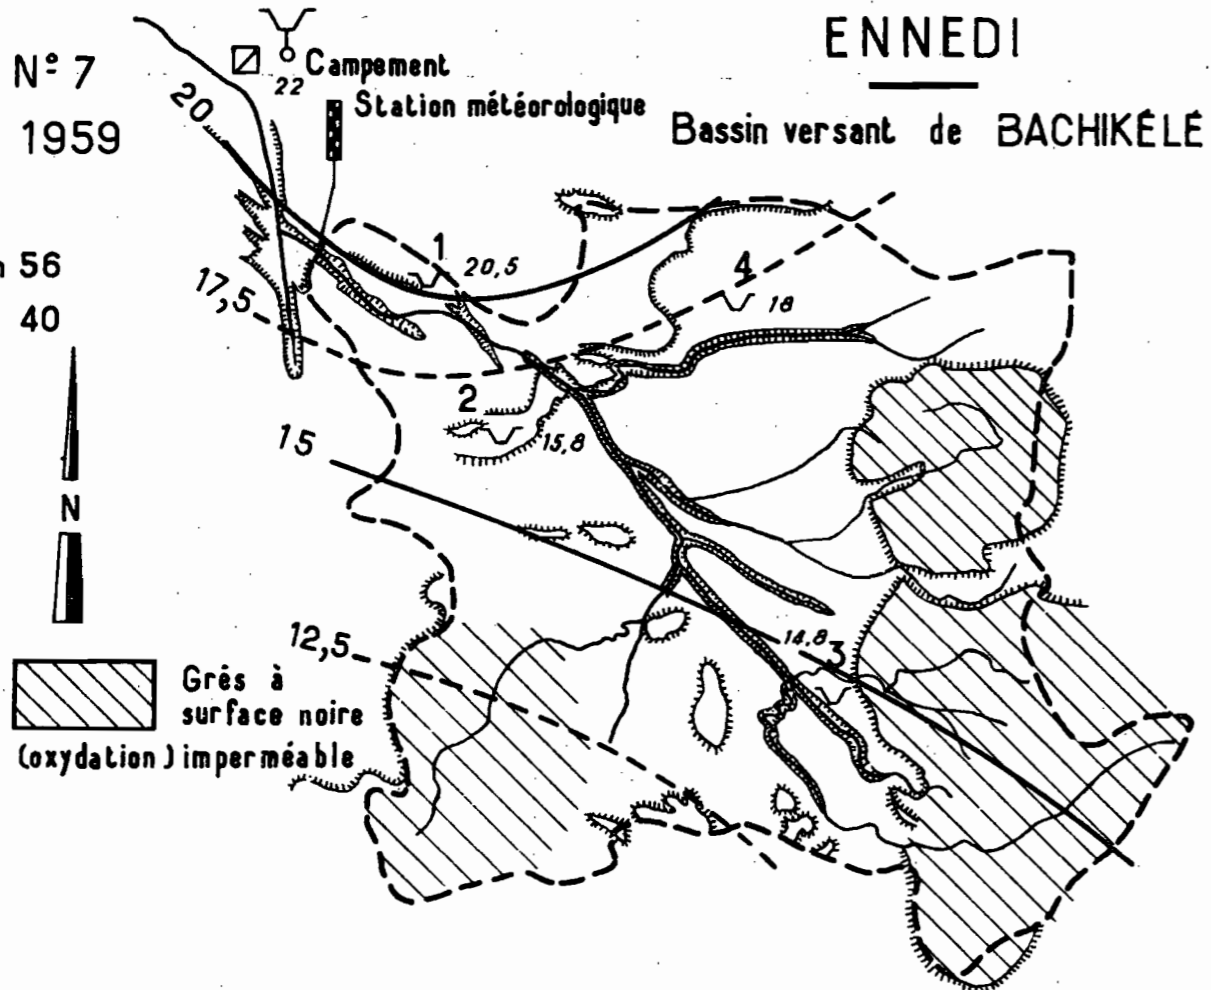 ENNEDI
Bassin versant de BACHIKÉLÉ
N° 7
1959
56
40
22
Campement
Station météorologique
20
1
20,5
4
18
17,5
2
15,8
15
14,8
3
12,5
N
Grés à
surface noire
(oxydation) imperméable